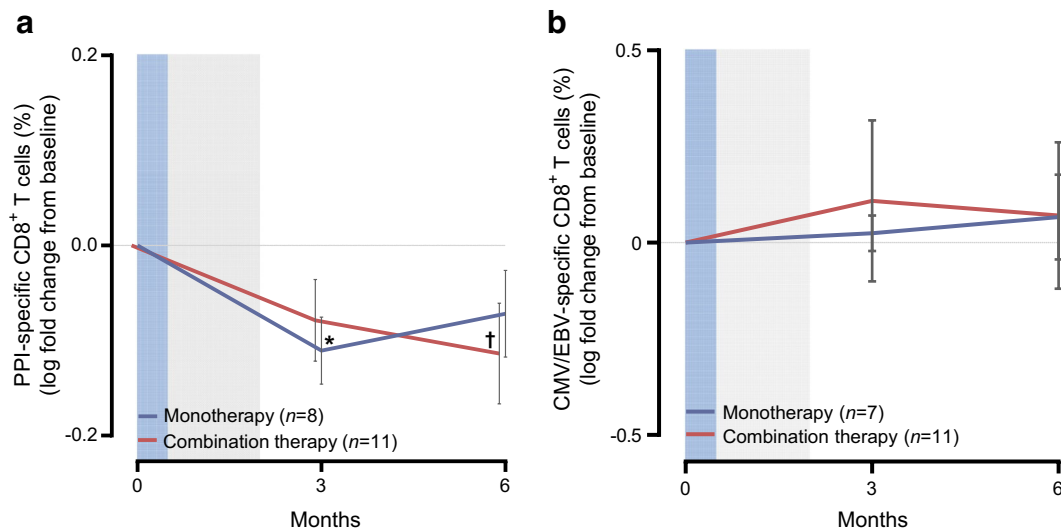 a
PPI-specific CD8⁺ T cells (%)
(log fold change from baseline)
0.2
0.0
-0.2
*
†
Monotherapy (n=8)
Combination therapy (n=11)
0
3
6
Months
b
CMV/EBV-specific CD8⁺ T cells (%)
(log fold change from baseline)
0.5
0
-0.5
Monotherapy (n=7)
Combination therapy (n=11)
0
3
6
Months